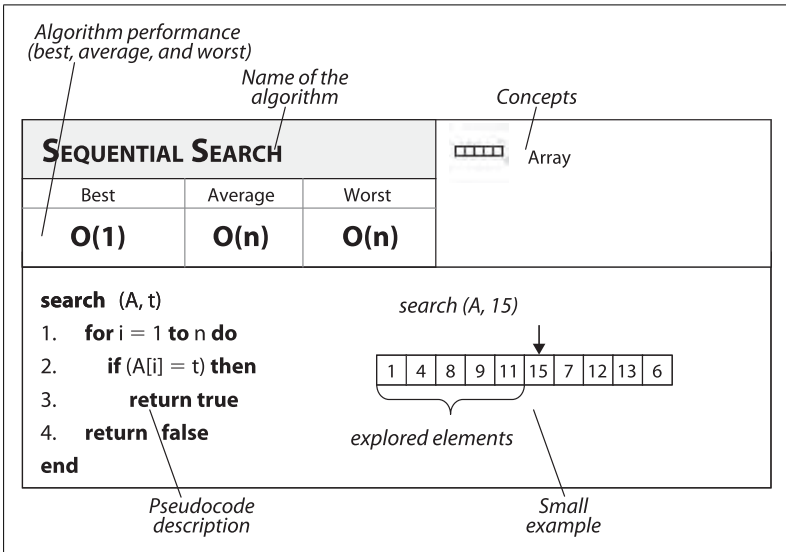 Algorithm performance
(best, average, and worst)
Name of the
algorithm
Concepts
SEQUENTIAL SEARCH
Array
Best Average Worst
O(1) O(n) O(n)
search (A, t)
1. for i = 1 to n do
2. if (A[i] = t) then
3. return true
4. return false
end
search (A, 15)
1 4 8 9 11 15 7 12 13 6
explored elements
Pseudocode
description
Small
example